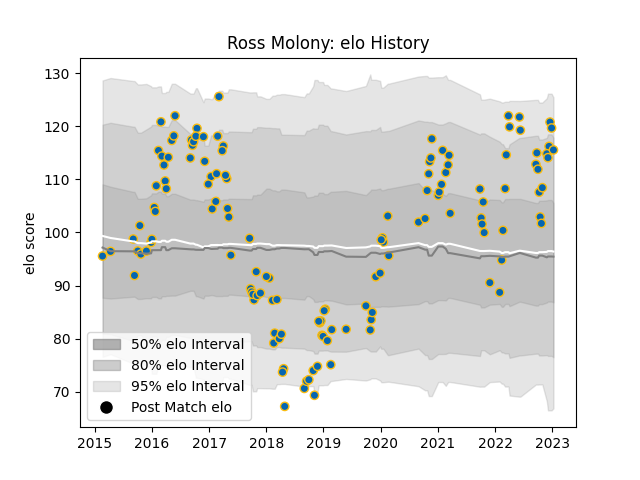 Ross Molony: elo History
elo score
130
120
110
100
90
80
70
50% elo Interval
80% elo Interval
95% elo Interval
Post Match elo
2015 2016 2017 2018 2019 2020 2021 2022 2023